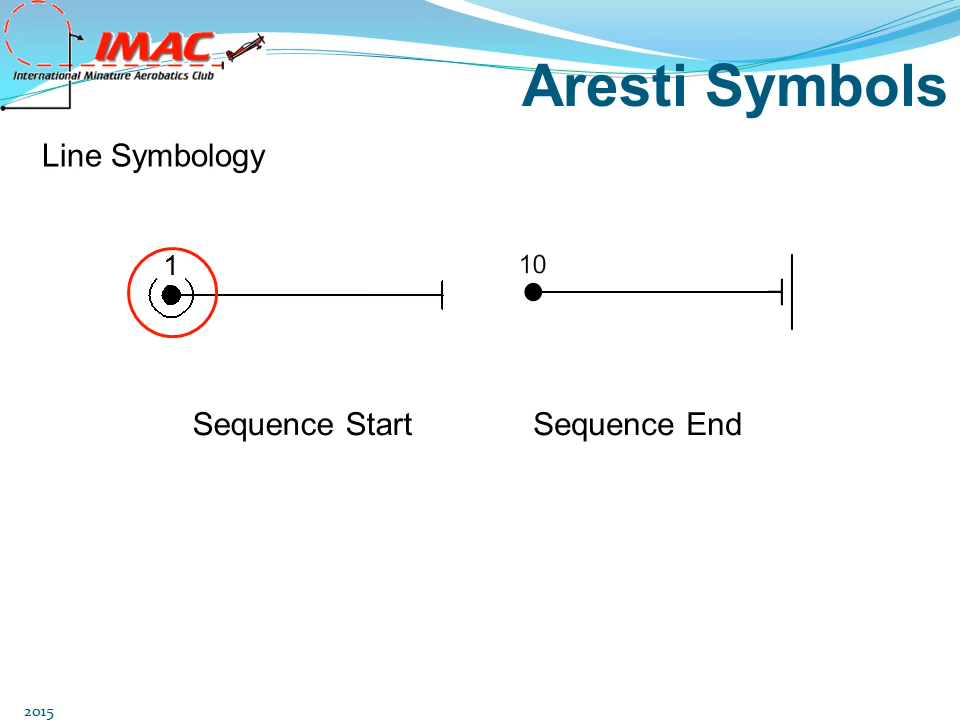 IMAC
International Minature Aerobatics Club
Aresti Symbols
Line Symbology
1
10
Sequence Start
Sequence End
2015